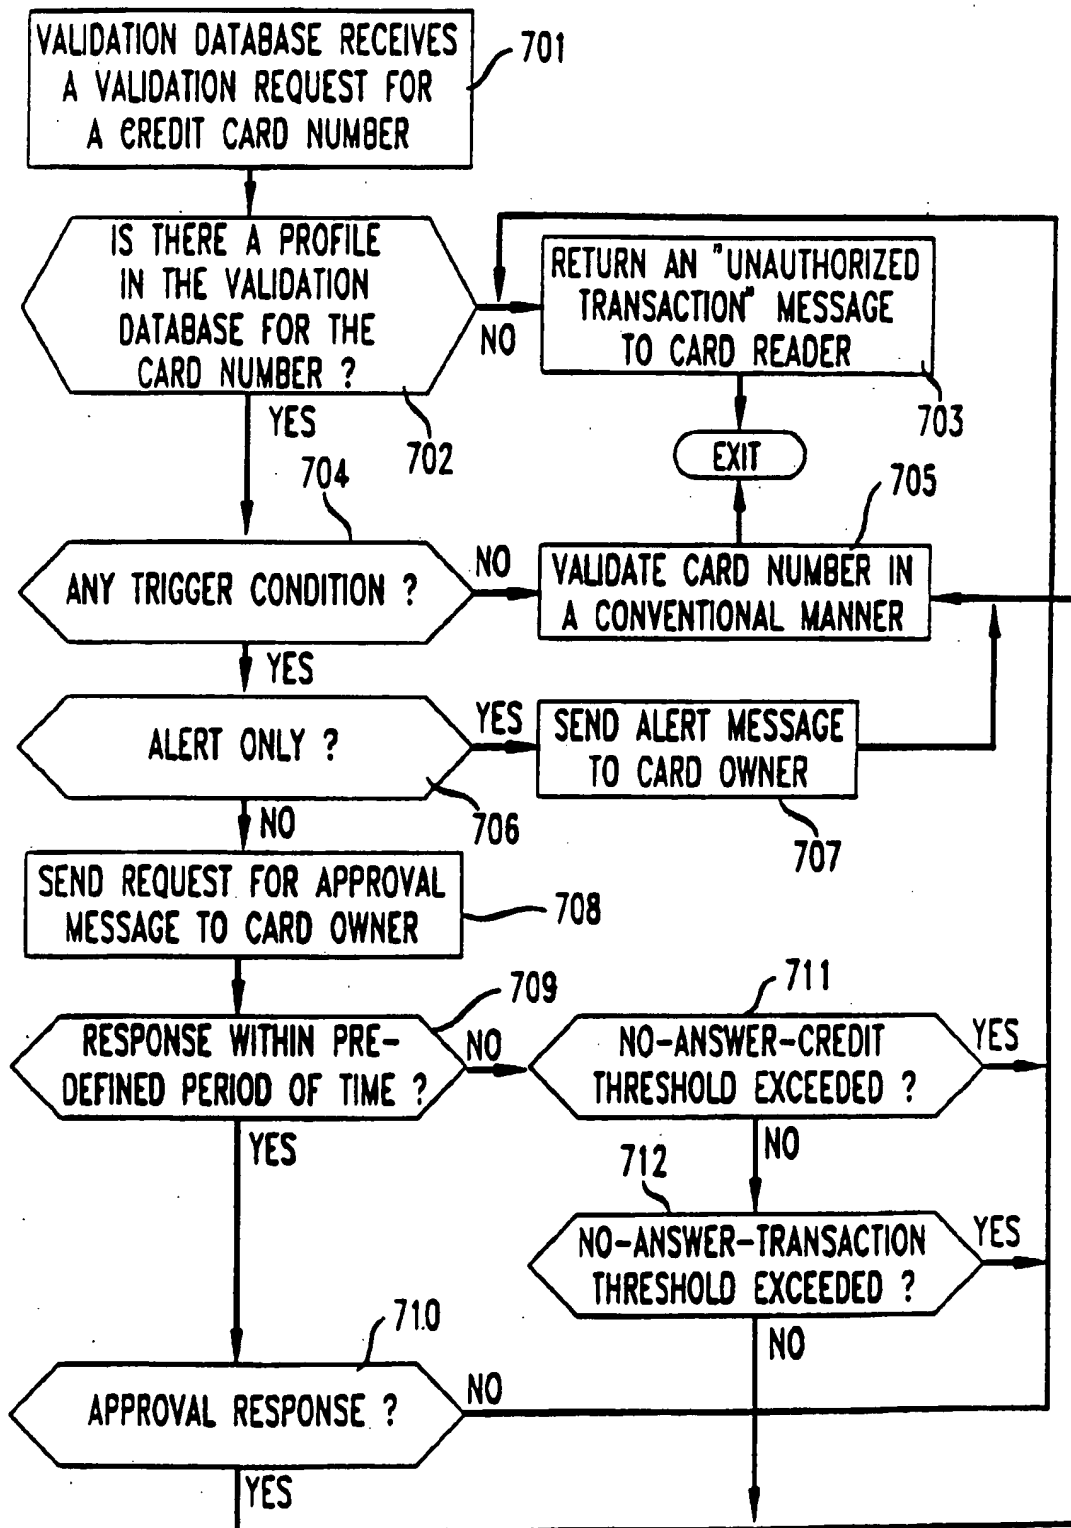 VALIDATION DATABASE RECEIVES
A VALIDATION REQUEST FOR
A CREDIT CARD NUMBER
701
IS THERE A PROFILE
IN THE VALIDATION
DATABASE FOR THE
CARD NUMBER ?
702
NO
YES
RETURN AN "UNAUTHORIZED
TRANSACTION" MESSAGE
TO CARD READER
703
EXIT
704
ANY TRIGGER CONDITION ?
NO
YES
705
VALIDATE CARD NUMBER IN
A CONVENTIONAL MANNER
ALERT ONLY ?
706
YES
NO
SEND ALERT MESSAGE
TO CARD OWNER
707
SEND REQUEST FOR APPROVAL
MESSAGE TO CARD OWNER
708
709
RESPONSE WITHIN PRE-
DEFINED PERIOD OF TIME ?
NO
YES
711
NO-ANSWER-CREDIT
THRESHOLD EXCEEDED ?
YES
NO
712
NO-ANSWER-TRANSACTION
THRESHOLD EXCEEDED ?
YES
NO
710
APPROVAL RESPONSE ?
NO
YES